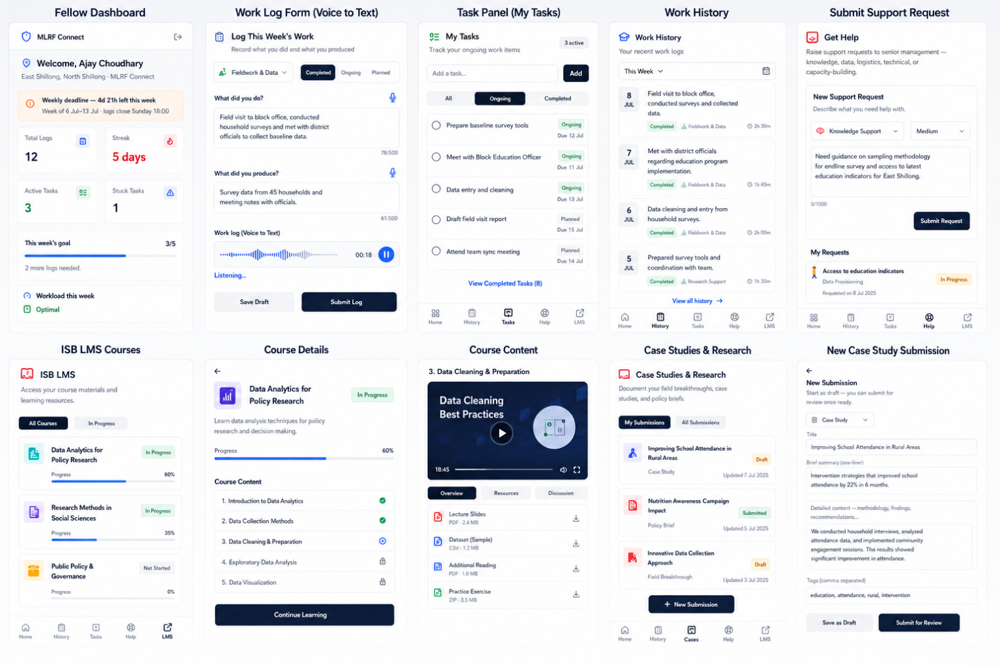 Fellow Dashboard
MLRF Connect
Welcome, Ajay Choudhary
East Shillong, North Shillong · MLRF Connect
Weekly deadline — 4d 21h left this week
Week of 6 Jul–13 Jul · logs close Sunday 18:00
Total Logs
12
Streak
5 days
Active Tasks
3
Stuck Tasks
1
This week's goal
3/5
2 more logs needed.
Workload this week
Optimal
Work Log Form (Voice to Text)
Log This Week's Work
Record what you did and what you produced
Fieldwork & Data
Completed
Ongoing
Planned
What did you do?
Field visit to block office, conducted
household surveys and met with district
officials to collect baseline data.
78/500
What did you produce?
Survey data from 45 households and
meeting notes with officials.
61/500
Work log (Voice to Text)
00:18
Listening...
Save Draft
Submit Log
Task Panel (My Tasks)
My Tasks
Track your ongoing work items
3 active
Add a task...
Add
All
Ongoing
Completed
Prepare baseline survey tools
Ongoing
Due 12 Jul
Meet with Block Education Officer
Ongoing
Due 11 Jul
Data entry and cleaning
Ongoing
Due 13 Jul
Draft field visit report
Planned
Due 15 Jul
Attend team sync meeting
Planned
Due 14 Jul
View Completed Tasks (8)
Home
History
Tasks
Help
LMS
Work History
Work History
Your recent work logs
This Week
8
JUL
Field visit to block office,
conducted surveys and collected
data.
Completed
Fieldwork & Data
2h 30m
7
JUL
Met with district officials
regarding education program
implementation.
Completed
Fieldwork & Data
1h 45m
6
JUL
Data cleaning and entry from
household surveys.
Completed
Fieldwork & Data
2h 00m
5
JUL
Prepared survey tools and
coordination with team.
Completed
Research Support
1h 30m
View all history →
Home
History
Tasks
Help
LMS
Submit Support Request
Get Help
Raise support requests to senior management —
knowledge, data, logistics, technical, or
capacity-building.
New Support Request
Describe what you need help with.
Knowledge Support
Medium
Need guidance on sampling methodology
for endline survey and access to latest
education indicators for East Shillong.
0/1000
Submit Request
My Requests
Access to education indicators
Data Provisioning
Requested on 8 Jul 2025
In Progress
Home
History
Tasks
Help
LMS
ISB LMS Courses
ISB LMS
Access your course materials and
learning resources.
All Courses
In Progress
Data Analytics for
Policy Research
In Progress
Progress
60%
Research Methods in
Social Sciences
In Progress
Progress
35%
Public Policy &
Governance
Not Started
Progress
0%
Home
History
Tasks
Help
LMS
Course Details
←
Data Analytics for
Policy Research
In Progress
Learn data analysis techniques for policy
research and decision making.
Progress
60%
Course Content
1. Introduction to Data Analytics
2. Data Collection Methods
3. Data Cleaning & Preparation
4. Exploratory Data Analysis
5. Data Visualization
Continue Learning
Course Content
3. Data Cleaning & Preparation
Data Cleaning
Best Practices
18:45
Overview
Resources
Discussion
Lecture Slides
PDF · 2.4 MB
Dataset (Sample)
CSV · 1.2 MB
Additional Reading
PDF · 1.8 MB
Practice Exercise
ZIP · 3.5 MB
Case Studies & Research
Case Studies & Research
Document your field breakthroughs, case
studies, and policy briefs.
My Submissions
All Submissions
Improving School Attendance in
Rural Areas
Draft
Case Study
Updated 7 Jul 2025
Nutrition Awareness Campaign
Impact
Submitted
Policy Brief
Updated 5 Jul 2025
Innovative Data Collection
Approach
Draft
Field Breakthrough
Updated 3 Jul 2025
+ New Submission
Home
History
Cases
Help
LMS
New Case Study Submission
←
New Submission
Start as draft — you can submit for
review once ready.
Case Study
Title
Improving School Attendance in Rural Areas
Brief summary (one-liner)
Intervention strategies that improved school
attendance by 22% in 6 months.
Detailed content — methodology, findings,
recommendations...
We conducted household interviews, analyzed
attendance data, and implemented community
engagement sessions. The results showed
significant improvement in attendance.
Tags (comma separated)
education, attendance, rural, intervention
Save as Draft
Submit for Review